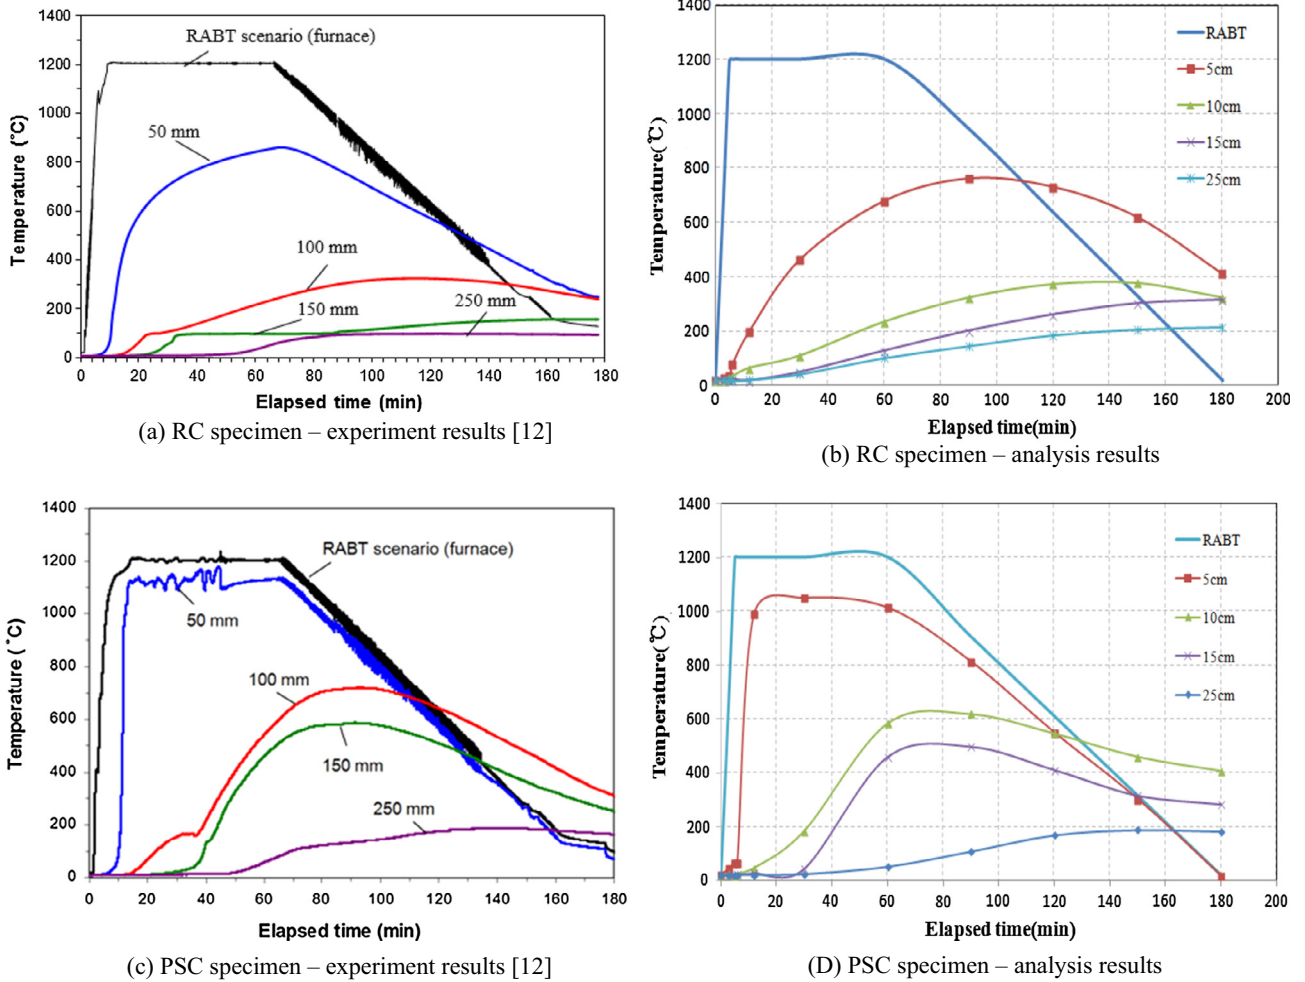 1400
1200
1000
800
600
400
200
0
Temperature (°C)
RABT scenario (furnace)
50 mm
100 mm
150 mm
250 mm
0 20 40 60 80 100 120 140 160 180
Elapsed time (min)
(a) RC specimen – experiment results [12]
1400
1200
1000
800
600
400
200
0
Temperature(℃)
RABT
5cm
10cm
15cm
25cm
0 20 40 60 80 100 120 140 160 180 200
Elapsed time(min)
(b) RC specimen – analysis results
1400
1200
1000
800
600
400
200
0
Temperature (˚C)
RABT scenario (furnace)
50 mm
100 mm
150 mm
250 mm
0 20 40 60 80 100 120 140 160 180
Elapsed time (min)
(c) PSC specimen – experiment results [12]
1400
1200
1000
800
600
400
200
0
Temperature(℃)
RABT
5cm
10cm
15cm
25cm
0 20 40 60 80 100 120 140 160 180 200
Elapsed time(min)
(D) PSC specimen – analysis results